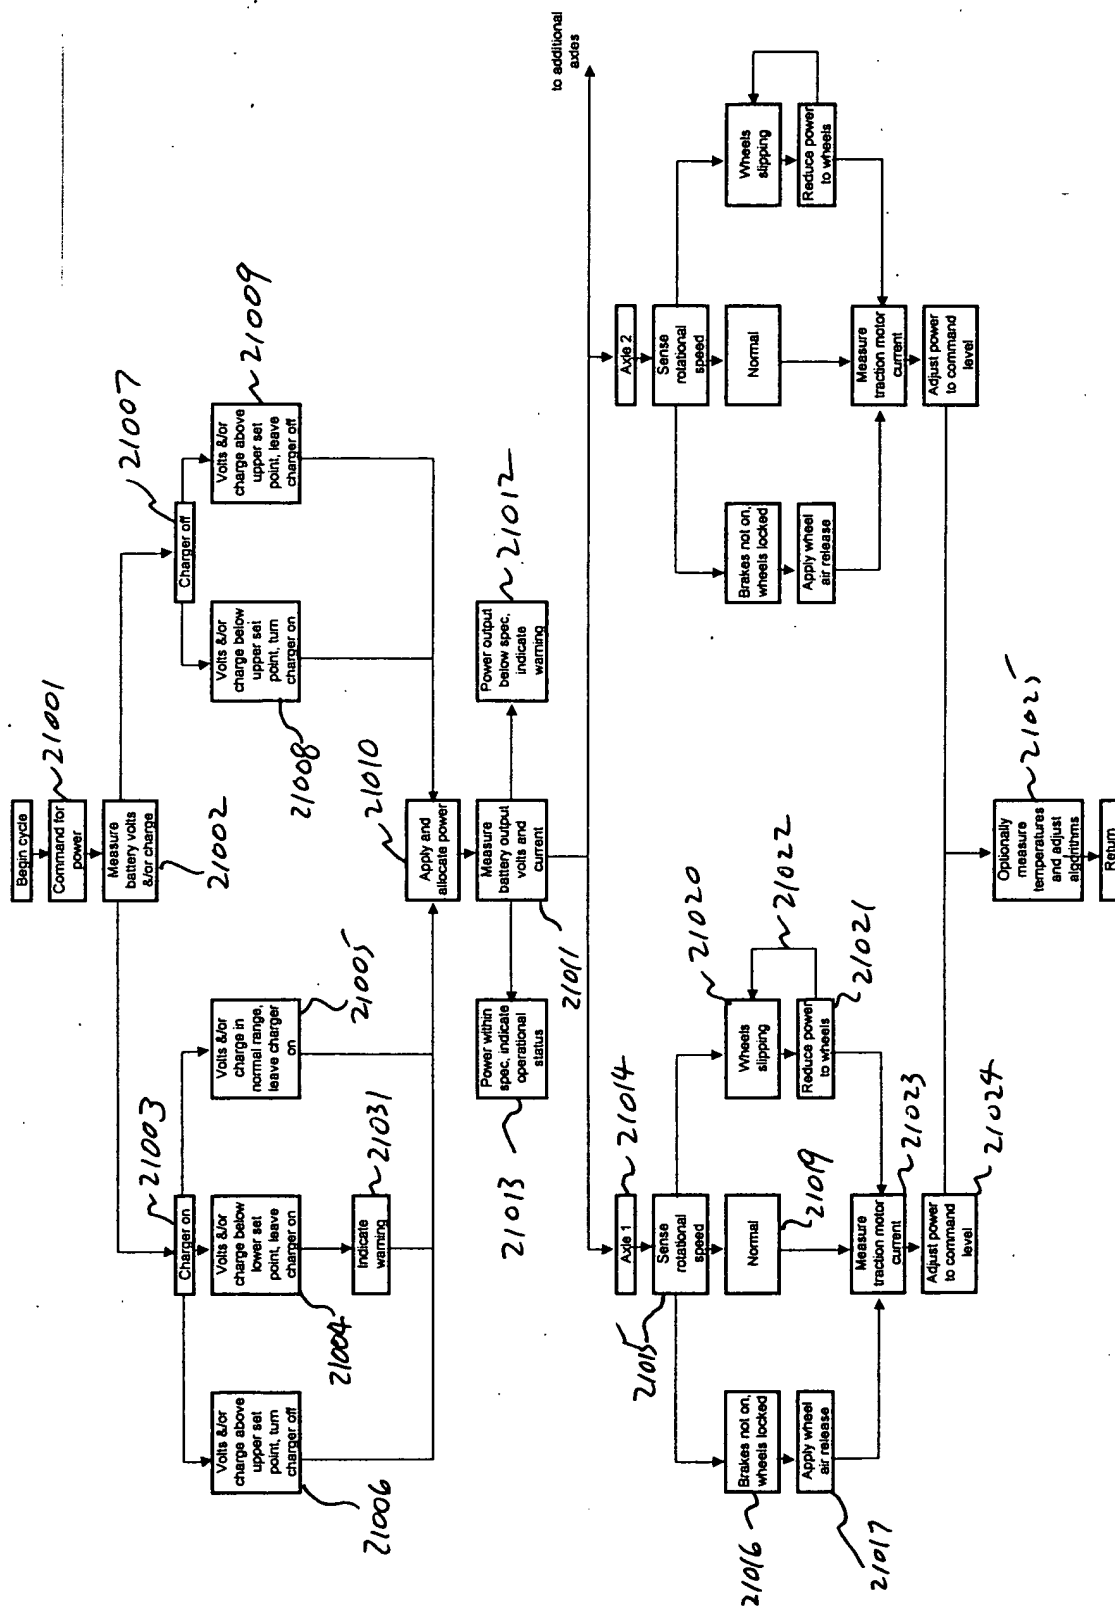 Begin cycle
Command for
power
21001
Measure
battery volts
&/or charge
21002
21003
Charger on
21007
Charger off
Volts &/or
charge above
upper set
point, turn
charger off
21006
Volts &/or
charge below
lower set
point, leave
charger on
21004
Volts &/or
charge in
normal range,
leave charger
on
21005
Volts &/or
charge below
upper set
point, turn
charger on
21008
Volts &/or
charge above
upper set
point, leave
charger off
21009
Indicate
warning
21031
Apply and
allocate power
21010
Power within
spec, indicate
operational
status
21013
Measure
battery output
volts and
current
21011
Power output
below spec,
indicate
warning
21012
to additional
axles
Axle 1
21014
Sense
rotational
speed
21015
Brakes not on,
wheels locked
21016
Apply wheel
air release
21017
Normal
21019
Wheels
slipping
21020
Reduce power
to wheels
21021
21022
Measure
traction motor
current
21023
Adjust power
to command
level
21024
Axle 2
Sense
rotational
speed
Brakes not on,
wheels locked
Apply wheel
air release
Normal
Wheels
slipping
Reduce power
to wheels
Measure
traction motor
current
Adjust power
to command
level
Optionally
measure
temperatures
and adjust
algorithms
21025
Return